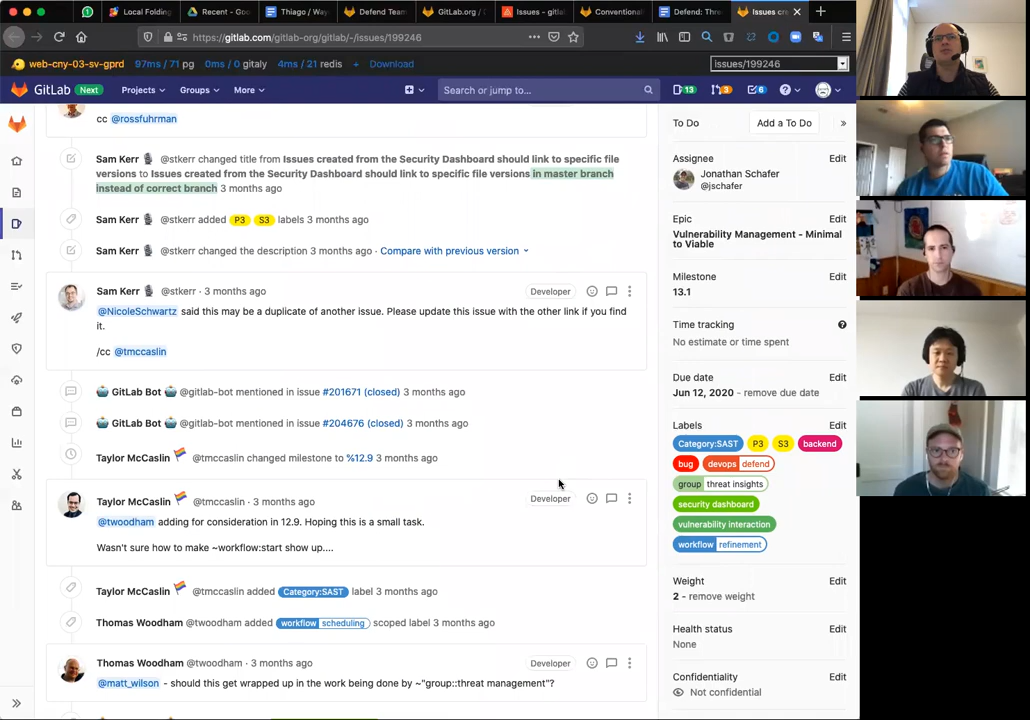 Local Folding
Recent - Goo
Thiago / Way
Defend Team
GitLab.org /
Issues - gitla
Conventional
Defend: Thre
Issues cr
https://gitlab.com/gitlab-org/gitlab/-/issues/199246
web-cny-03-sv-gprd 97ms / 71 pg 0ms / 0 gitaly 4ms / 21 redis + Download issues/199246
GitLab Next Projects Groups More Search or jump to... 13 3 6
cc @rossfuhrman
Sam Kerr @stkerr changed title from Issues created from the Security Dashboard should link to specific file
versions to Issues created from the Security Dashboard should link to specific file versions in master branch
instead of correct branch 3 months ago
Sam Kerr @stkerr added P3 S3 labels 3 months ago
Sam Kerr @stkerr changed the description 3 months ago · Compare with previous version
Sam Kerr @stkerr · 3 months ago Developer
@NicoleSchwartz said this may be a duplicate of another issue. Please update this issue with the other link if you find
it.
/cc @tmccaslin
GitLab Bot @gitlab-bot mentioned in issue #201671 (closed) 3 months ago
GitLab Bot @gitlab-bot mentioned in issue #204676 (closed) 3 months ago
Taylor McCaslin @tmccaslin changed milestone to %12.9 3 months ago
Taylor McCaslin @tmccaslin · 3 months ago Developer
@twoodham adding for consideration in 12.9. Hoping this is a small task.
Wasn't sure how to make ~workflow:start show up....
Taylor McCaslin @tmccaslin added Category:SAST label 3 months ago
Thomas Woodham @twoodham added workflow scheduling scoped label 3 months ago
Thomas Woodham @twoodham · 3 months ago Developer
@matt_wilson - should this get wrapped up in the work being done by ~"group::threat management"?
To Do Add a To Do »
Assignee Edit
Jonathan Schafer
@jschafer
Epic Edit
Vulnerability Management - Minimal
to Viable
Milestone Edit
13.1
Time tracking
No estimate or time spent
Due date Edit
Jun 12, 2020 - remove due date
Labels Edit
Category:SAST P3 S3 backend
bug devops defend
group threat insights
security dashboard
vulnerability interaction
workflow refinement
Weight Edit
2 - remove weight
Health status Edit
None
Confidentiality Edit
Not confidential